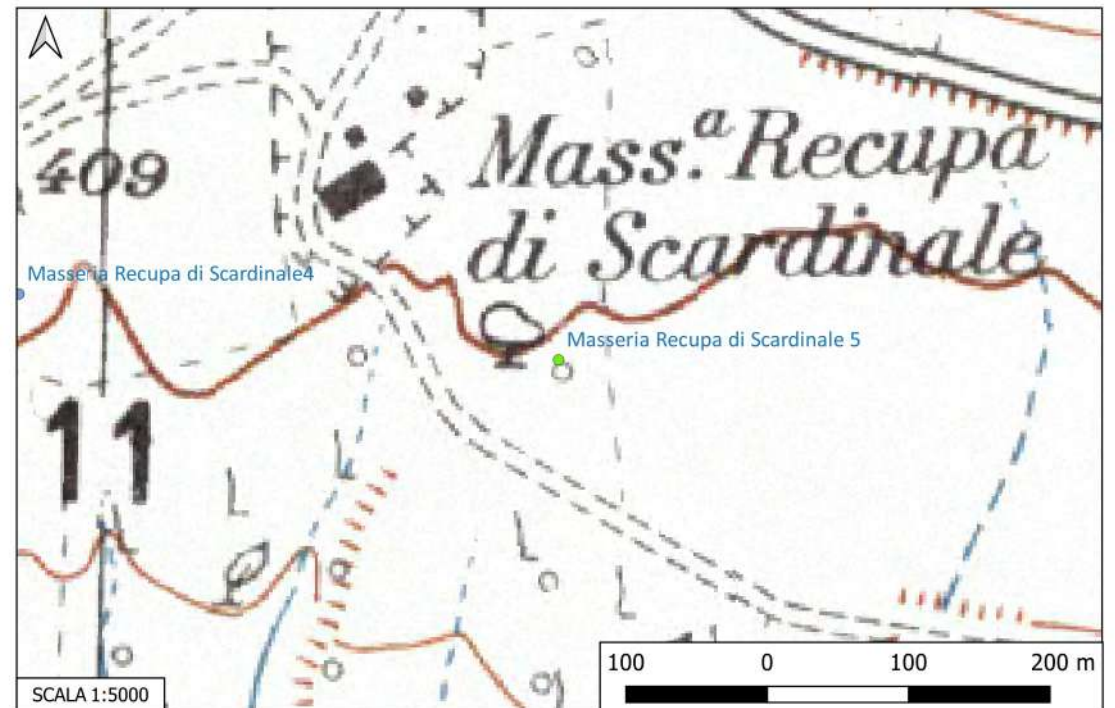 Mass.ª Recupa
di Scardinale
409
Masseria Recupa di Scardinale4
Masseria Recupa di Scardinale 5
11
SCALA 1:5000
100 0 100 200 m